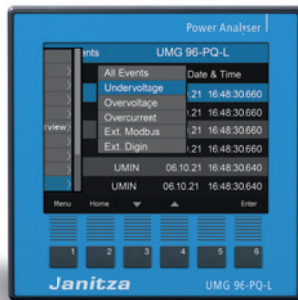 Power Analyser
ents UMG 96-PQ-L
All Events Date & Time
Undervoltage .21 16:48:30.660
Overvoltage .21 16:48:30.660
Overcurrent .21 16:48:30.660
rview) Ext. Modbus .21 16:48:30.660
Ext. Digin .21 16:48:30.660
UMIN 06.10.21 16:48:30.640
UMIN 06.10.21 16:48:30.640
Menu Home Enter
1 2 3 4 5 6
Janitza UMG 96-PQ-L